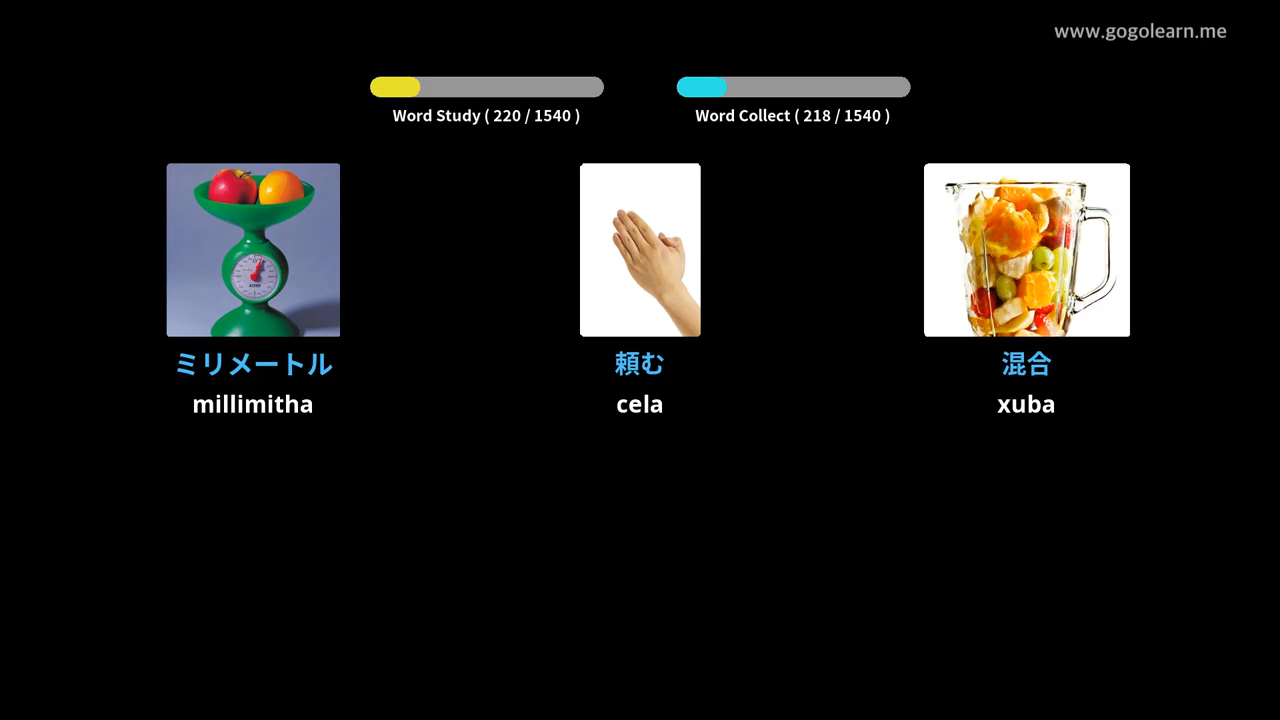 www.gogolearn.me
Word Study ( 220 / 1540 )
Word Collect ( 218 / 1540 )
ミリメートル
頼む
混合
millimitha
cela
xuba